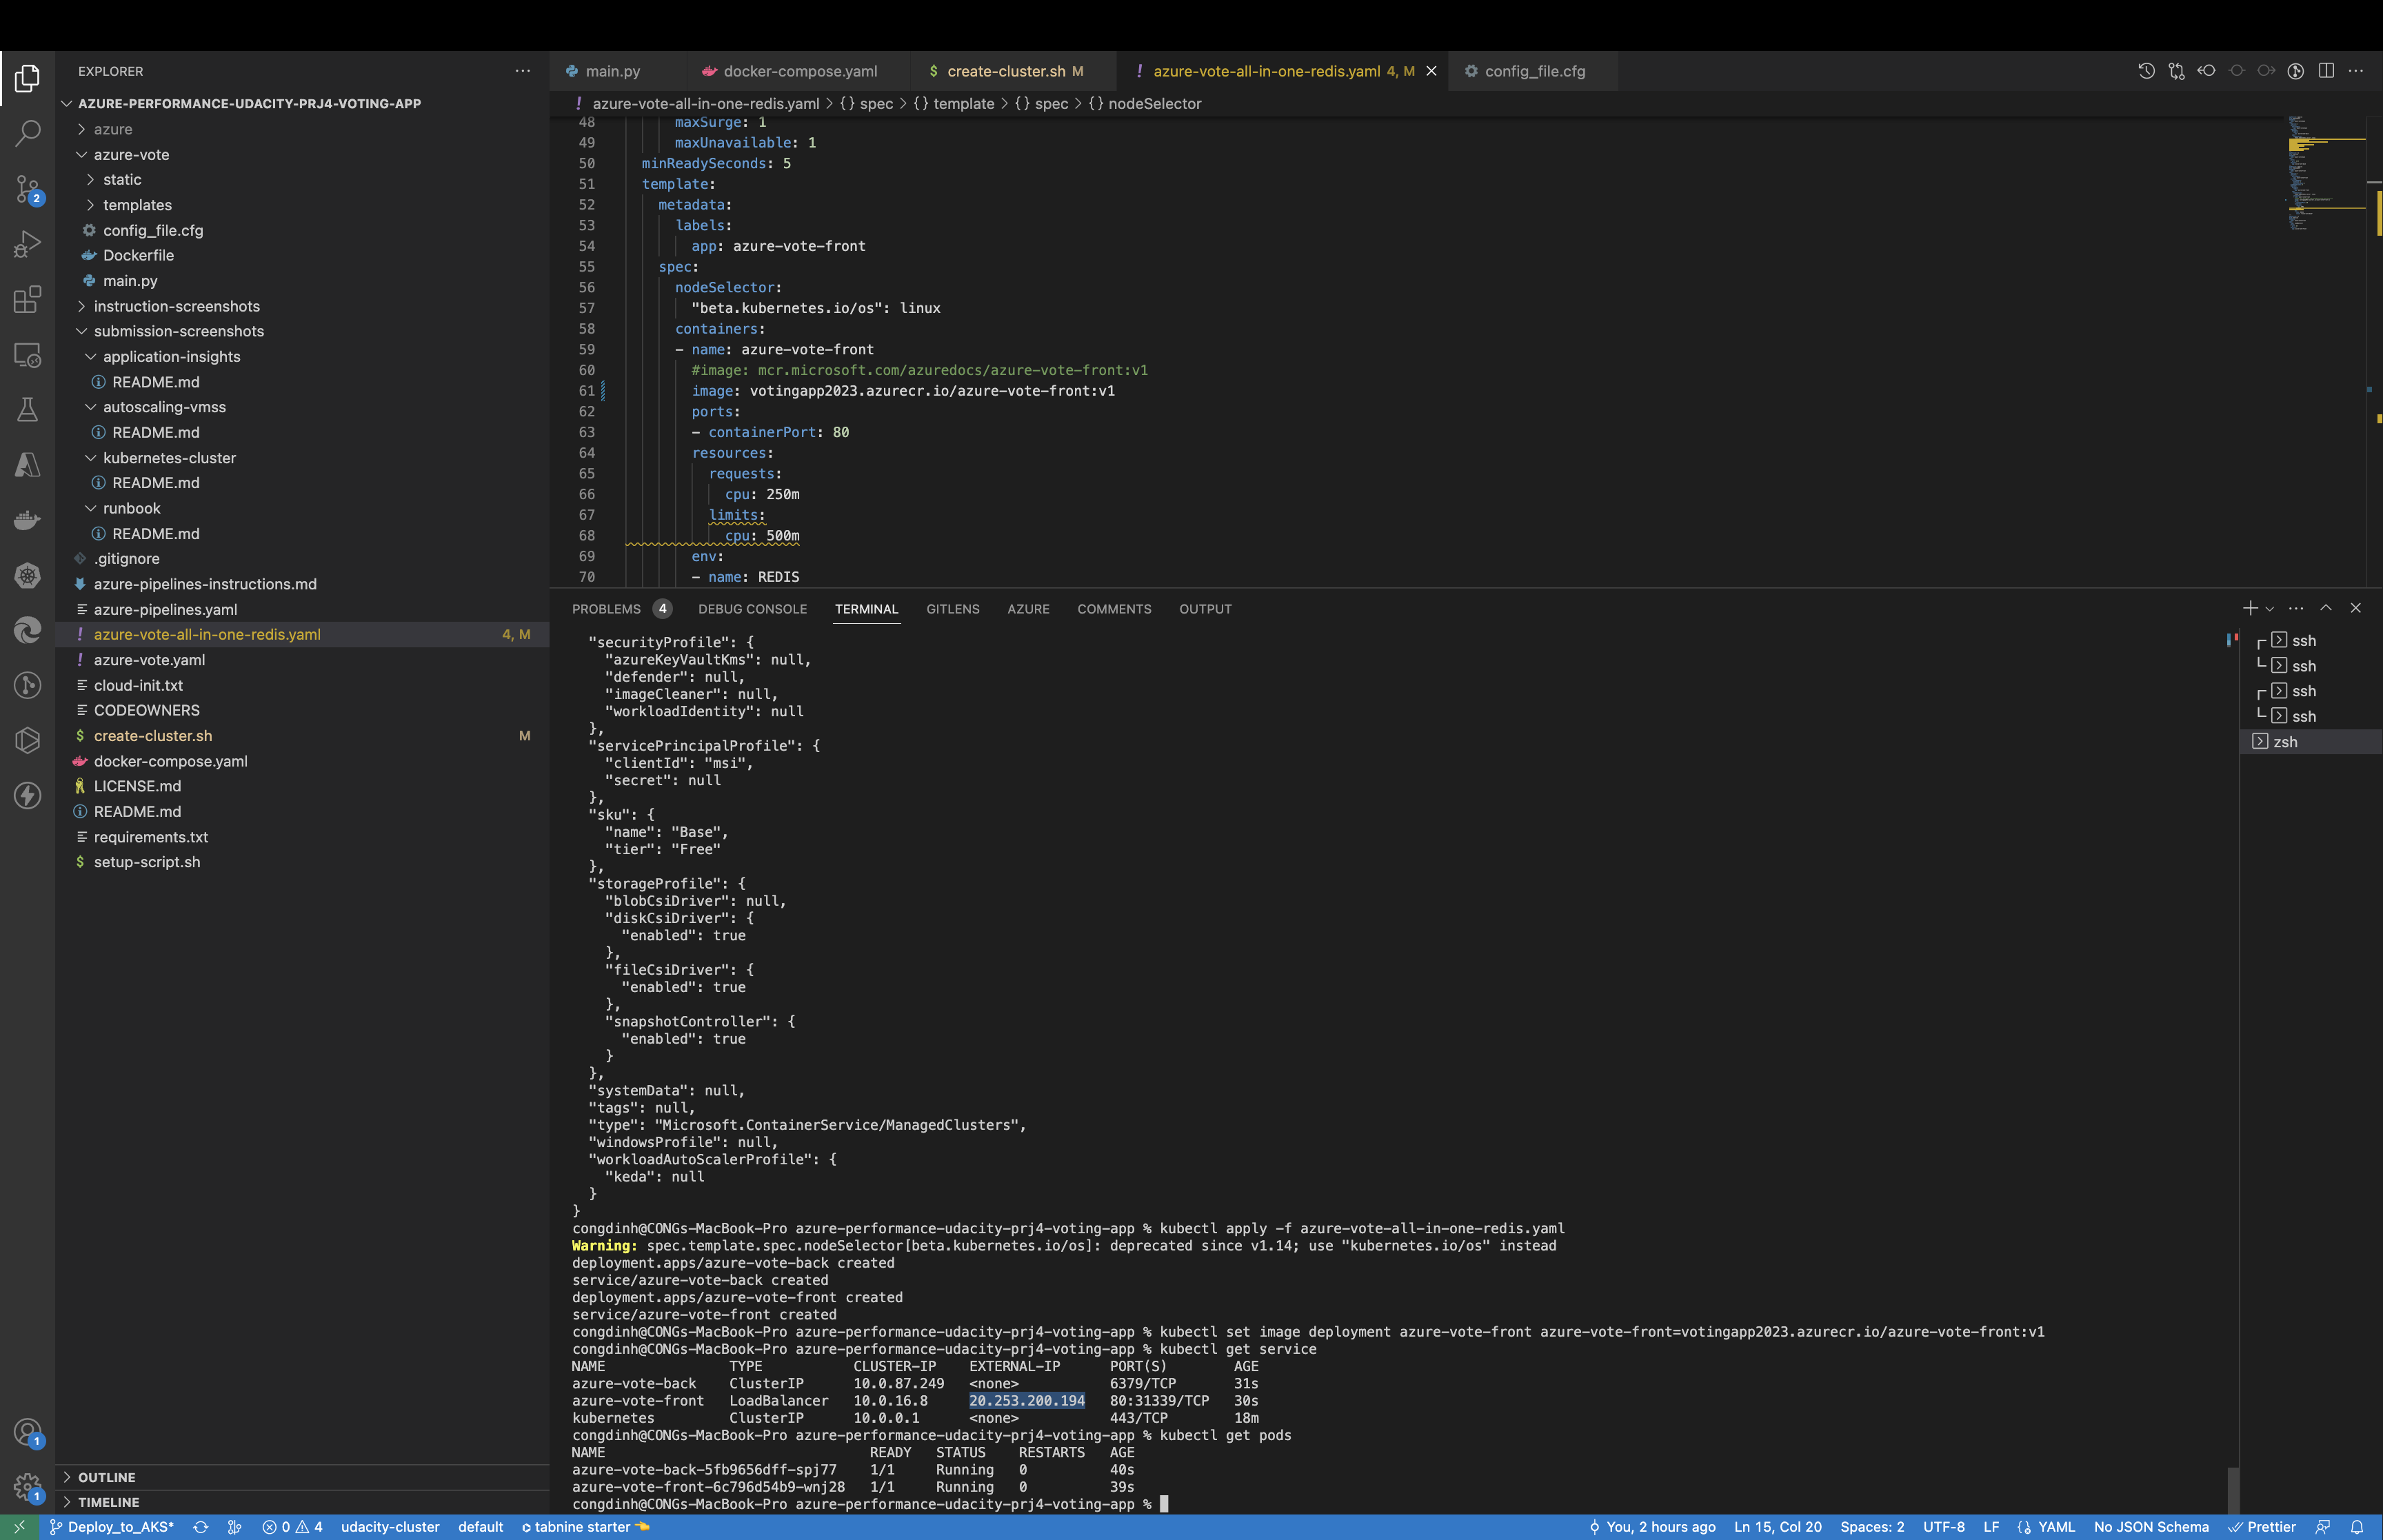 EXPLORER
AZURE-PERFORMANCE-UDACITY-PRJ4-VOTING-APP
azure
azure-vote
static
templates
config_file.cfg
Dockerfile
main.py
instruction-screenshots
submission-screenshots
application-insights
README.md
autoscaling-vmss
README.md
kubernetes-cluster
README.md
runbook
README.md
.gitignore
azure-pipelines-instructions.md
azure-pipelines.yaml
azure-vote-all-in-one-redis.yaml 4, M
azure-vote.yaml
cloud-init.txt
CODEOWNERS
create-cluster.sh M
docker-compose.yaml
LICENSE.md
README.md
requirements.txt
setup-script.sh
OUTLINE
TIMELINE
2
1
1
main.py docker-compose.yaml $ create-cluster.sh M ! azure-vote-all-in-one-redis.yaml 4, M config_file.cfg
! azure-vote-all-in-one-redis.yaml > {} spec > {} template > {} spec > {} nodeSelector
48 maxSurge: 1
49 maxUnavailable: 1
50 minReadySeconds: 5
51 template:
52 metadata:
53 labels:
54 app: azure-vote-front
55 spec:
56 nodeSelector:
57 "beta.kubernetes.io/os": linux
58 containers:
59 - name: azure-vote-front
60 #image: mcr.microsoft.com/azuredocs/azure-vote-front:v1
61 image: votingapp2023.azurecr.io/azure-vote-front:v1
62 ports:
63 - containerPort: 80
64 resources:
65 requests:
66 cpu: 250m
67 limits:
68 cpu: 500m
69 env:
70 - name: REDIS
PROBLEMS 4 DEBUG CONSOLE TERMINAL GITLENS AZURE COMMENTS OUTPUT
"securityProfile": {
"azureKeyVaultKms": null,
"defender": null,
"imageCleaner": null,
"workloadIdentity": null
},
"servicePrincipalProfile": {
"clientId": "msi",
"secret": null
},
"sku": {
"name": "Base",
"tier": "Free"
},
"storageProfile": {
"blobCsiDriver": null,
"diskCsiDriver": {
"enabled": true
},
"fileCsiDriver": {
"enabled": true
},
"snapshotController": {
"enabled": true
}
},
"systemData": null,
"tags": null,
"type": "Microsoft.ContainerService/ManagedClusters",
"windowsProfile": null,
"workloadAutoScalerProfile": {
"keda": null
}
}
congdinh@CONGs-MacBook-Pro azure-performance-udacity-prj4-voting-app % kubectl apply -f azure-vote-all-in-one-redis.yaml
Warning: spec.template.spec.nodeSelector[beta.kubernetes.io/os]: deprecated since v1.14; use "kubernetes.io/os" instead
deployment.apps/azure-vote-back created
service/azure-vote-back created
deployment.apps/azure-vote-front created
service/azure-vote-front created
congdinh@CONGs-MacBook-Pro azure-performance-udacity-prj4-voting-app % kubectl set image deployment azure-vote-front azure-vote-front=votingapp2023.azurecr.io/azure-vote-front:v1
congdinh@CONGs-MacBook-Pro azure-performance-udacity-prj4-voting-app % kubectl get service
NAME TYPE CLUSTER-IP EXTERNAL-IP PORT(S) AGE
azure-vote-back ClusterIP 10.0.87.249 <none> 6379/TCP 31s
azure-vote-front LoadBalancer 10.0.16.8 20.253.200.194 80:31339/TCP 30s
kubernetes ClusterIP 10.0.0.1 <none> 443/TCP 18m
congdinh@CONGs-MacBook-Pro azure-performance-udacity-prj4-voting-app % kubectl get pods
NAME READY STATUS RESTARTS AGE
azure-vote-back-5fb9656dff-spj77 1/1 Running 0 40s
azure-vote-front-6c796d54b9-wnj28 1/1 Running 0 39s
congdinh@CONGs-MacBook-Pro azure-performance-udacity-prj4-voting-app %
ssh
ssh
ssh
ssh
zsh
Deploy_to_AKS* 0 4 udacity-cluster default tabnine starter You, 2 hours ago Ln 15, Col 20 Spaces: 2 UTF-8 LF {} YAML No JSON Schema Prettier